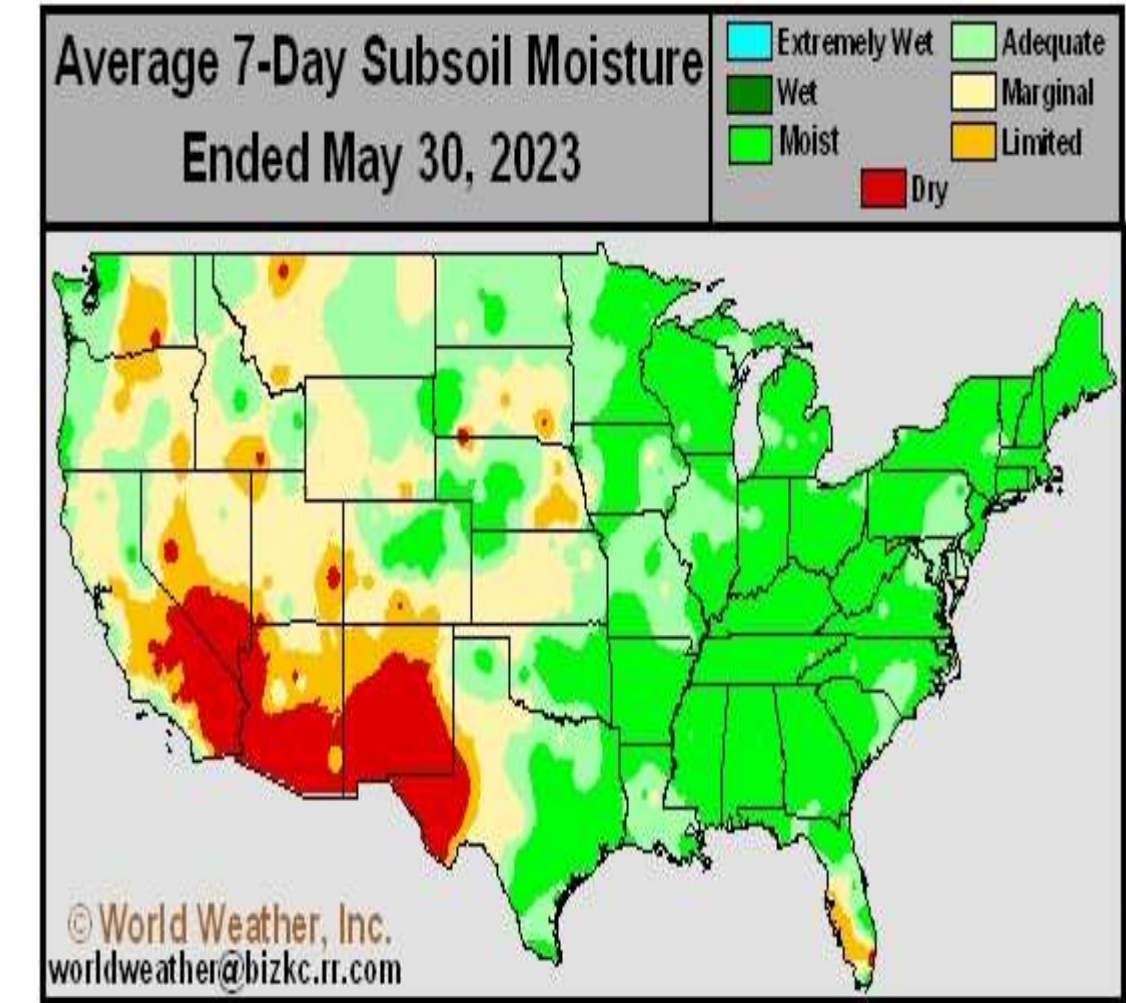 Average 7-Day Subsoil Moisture
Ended May 30, 2023
Extremely Wet
Adequate
Wet
Marginal
Moist
Limited
Dry
© World Weather, Inc.
worldweather@bizkc.rr.com